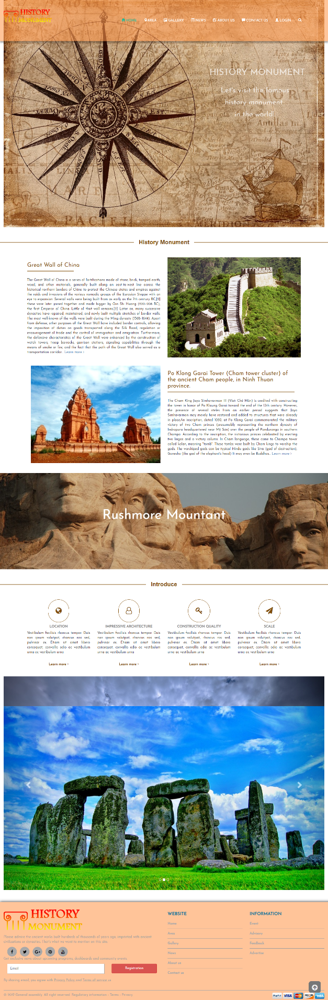 HISTORY
MONUMENT
HOME AREA GALLERY NEWS ABOUT US CONTACT US LOGIN
HISTORY MONUMENT
Let's visit the famous
history monument
in the world!
History Monument
Great Wall of China
The Great Wall of China is a series of fortifications made of stone, brick, tamped earth,
wood, and other materials, generally built along an east-to-west line across the
historical northern borders of China to protect the Chinese states and empires against
the raids and invasions of the various nomadic groups of the Eurasian Steppe with an
eye to expansion. Several walls were being built from as early as the 7th century BC;[2]
these were later joined together and made bigger by Qin Shi Huang (220–206 BC),
the first Emperor of China. Little of that wall remains.[3] Later on, many successive
dynasties have repaired, maintained, and newly built multiple stretches of border walls.
The most well-known of the walls were built during the Ming dynasty (1368–1644). Apart
from defense, other purposes of the Great Wall have included border controls, allowing
the imposition of duties on goods transported along the Silk Road, regulation or
encouragement of trade and the control of immigration and emigration. Furthermore,
the defensive characteristics of the Great Wall were enhanced by the construction of
watch towers, troop barracks, garrison stations, signaling capabilities through the
means of smoke or fire, and the fact that the path of the Great Wall also served as a
transportation corridor... Learn more >
Po Klong Garai Tower (Cham tower cluster) of
the ancient Cham people, in Ninh Thuan
province.
The Cham King Jaya Simhavarman III (Viet: Chế Mân) is credited with constructing
the tower in honor of Po Klaung Garai toward the end of the 13th century. However,
the presence of several steles from an earlier period suggests that Jaya
Simhavarman may merely have restored and added to structures that were already
in place.An inscription, dated 1050, at Po Klong Garai commemorated the military
victory of two Cham princes (presumably representing the northern dynasty of
Indrapura headquartered near My Son) over the people of Panduranga in southern
Champa. According to the inscription, the victorious princes celebrated by erecting
two lingas and a victory column. In Cham language, these come to Champa tower
called kalan, meaning "tomb". These tombs were built by Cham kings to worship the
gods. The worshiped gods can be typical Hindu gods like Siva (god of destruction),
Ganesha (the god of the elephant's head) It may even be Buddhas... Learn more >
Rushmore Mountant
Introduce
LOCATION
Vestibulum facilisis rhoncus tempor. Duis
non ipsum volutpat, rhoncus nisi sed,
pulvinar ex. Etiam sit amet libero
consequat, convallis odio ac vestibulum
urna ac vestibulum urna
Learn more >
IMPRESSIVE ARCHITECTURE
Vestibulum facilisis rhoncus tempor. Duis
non ipsum volutpat, rhoncus nisi sed,
pulvinar ex. Etiam sit amet libero
consequat, convallis odio ac vestibulum
urna ac vestibulum urna
Learn more >
CONSTRUCTION QUALITY
Vestibulum facilisis rhoncus tempor. Duis
non ipsum volutpat, rhoncus nisi sed,
pulvinar ex. Etiam sit amet libero
consequat, convallis odio ac vestibulum
urna ac vestibulum urna
Learn more >
SCALE
Vestibulum facilisis rhoncus tempor. Duis
non ipsum volutpat, rhoncus nisi sed,
pulvinar ex. Etiam sit amet libero
consequat, convallis odio ac vestibulum
urna ac vestibulum urna
Learn more >
HISTORY
MONUMENT
Please admire the ancient works built hundreds of thousands of years ago, imprinted with ancient
civilizations or dynasties. That's what we want to mention on this site.
Get exclusive news about upcoming programs, dashboards and community events.
Email
Registration
By sharing email, you agree with Privacy Policy and Terms of service us
WEBSITE
Home
Area
Gallery
News
About us
Contact us
INFORMATION
Event
Advisory
Feedback
Advertise
© 2019 General assembly. All right reserved. Regulatory information - Terms - Privacy
PayPal VISA